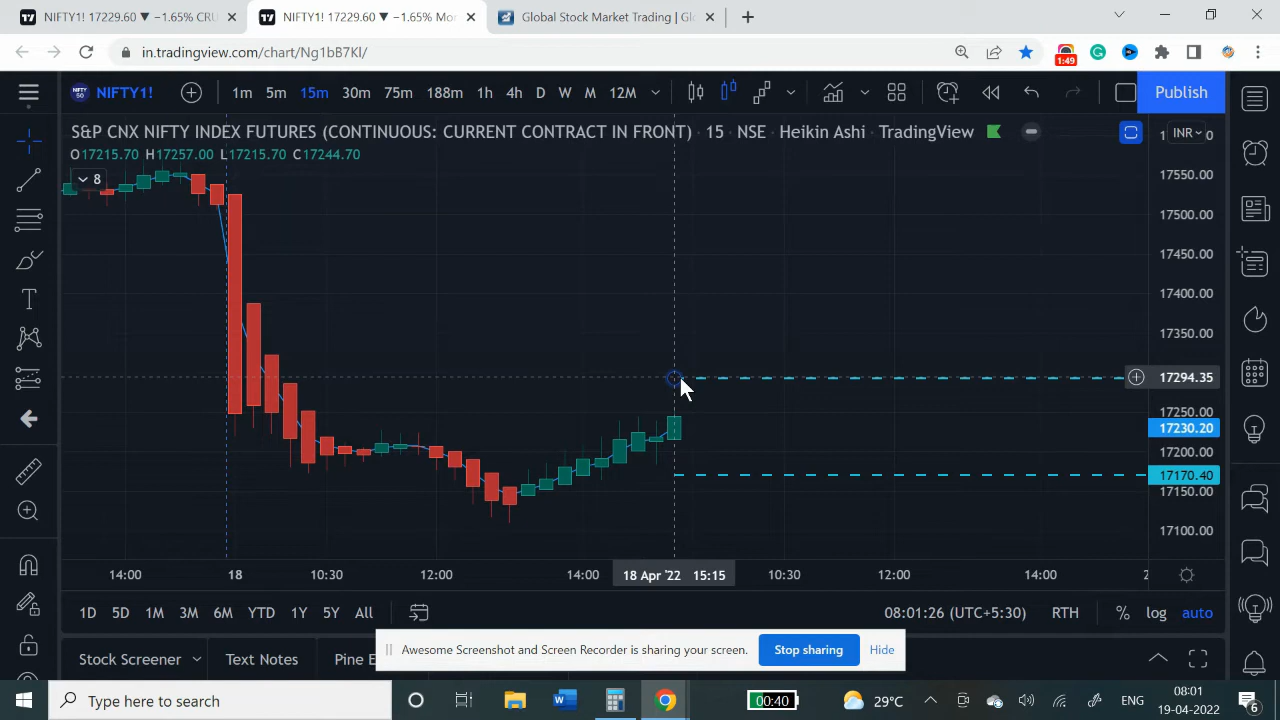 NIFTY1! 17229.60 ▼ −1.65% CRU
NIFTY1! 17229.60 ▼ −1.65% Mo
Global Stock Market Trading | Gl
in.tradingview.com/chart/Ng1bB7Kl/
1:49
NIFTY 50 NIFTY1! 1m 5m 15m 30m 75m 188m 1h 4h D W M 12M Publish
S&P CNX NIFTY INDEX FUTURES (CONTINUOUS: CURRENT CONTRACT IN FRONT) · 15 · NSE · Heikin Ashi · TradingView
INR
O17215.70 H17257.00 L17215.70 C17244.70
8
17550.00
17500.00
17450.00
17400.00
17350.00
17294.35
17250.00
17230.20
17200.00
17170.40
17150.00
17100.00
14:00 18 10:30 12:00 14:00 18 Apr '22 15:15 10:30 12:00 14:00 2
1D 5D 1M 3M 6M YTD 1Y 5Y All 08:01:26 (UTC+5:30) RTH % log auto
Stock Screener Text Notes Pine E
Awesome Screenshot and Screen Recorder is sharing your screen. Stop sharing Hide
Type here to search
00:40
29°C
ENG
08:01
19-04-2022
6